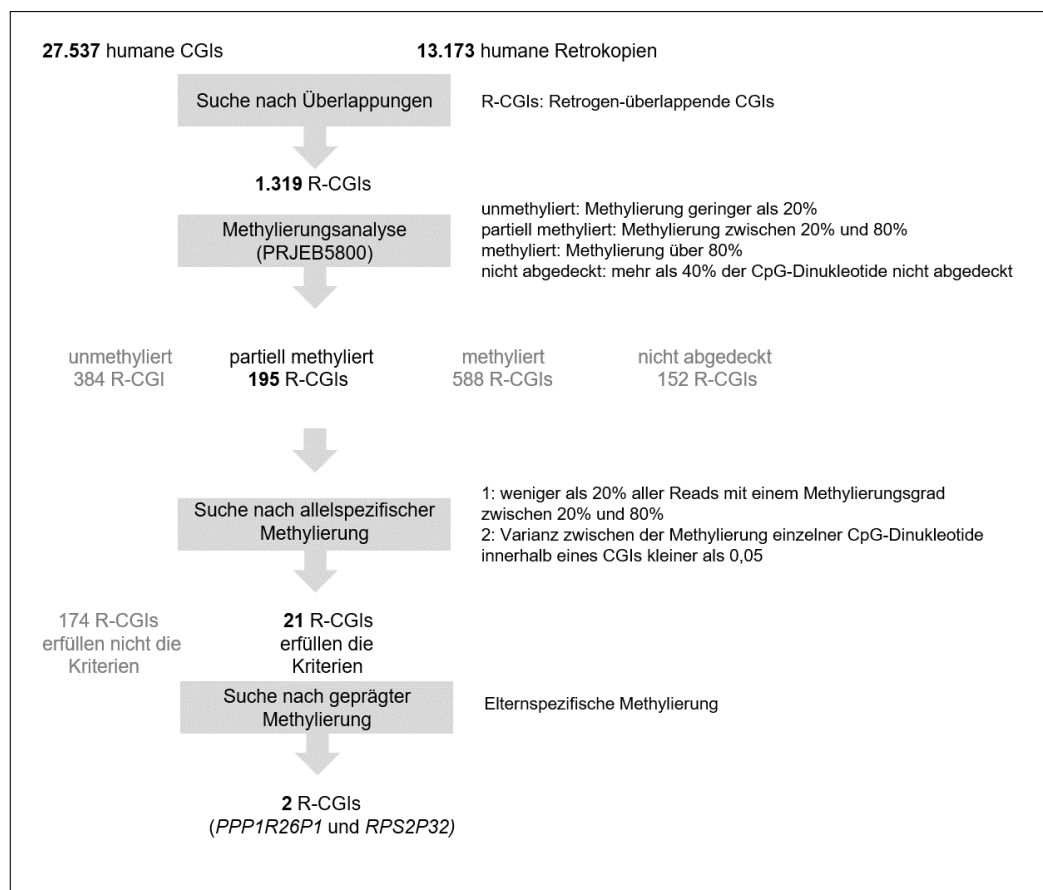 27.537 humane CGIs
13.173 humane Retrokopien
Suche nach Überlappungen
R-CGIs: Retrogen-überlappende CGIs
1.319 R-CGIs
Methylierungsanalyse
(PRJEB5800)
unmethyliert: Methylierung geringer als 20%
partiell methyliert: Methylierung zwischen 20% und 80%
methyliert: Methylierung über 80%
nicht abgedeckt: mehr als 40% der CpG-Dinukleotide nicht abgedeckt
unmethyliert
384 R-CGI
partiell methyliert
195 R-CGIs
methyliert
588 R-CGIs
nicht abgedeckt
152 R-CGIs
Suche nach allelspezifischer
Methylierung
1: weniger als 20% aller Reads mit einem Methylierungsgrad
zwischen 20% und 80%
2: Varianz zwischen der Methylierung einzelner CpG-Dinukleotide
innerhalb eines CGIs kleiner als 0,05
174 R-CGIs
erfüllen nicht die
Kriterien
21 R-CGIs
erfüllen die
Kriterien
Suche nach geprägter
Methylierung
Elternspezifische Methylierung
2 R-CGIs
(PPP1R26P1 und RPS2P32)